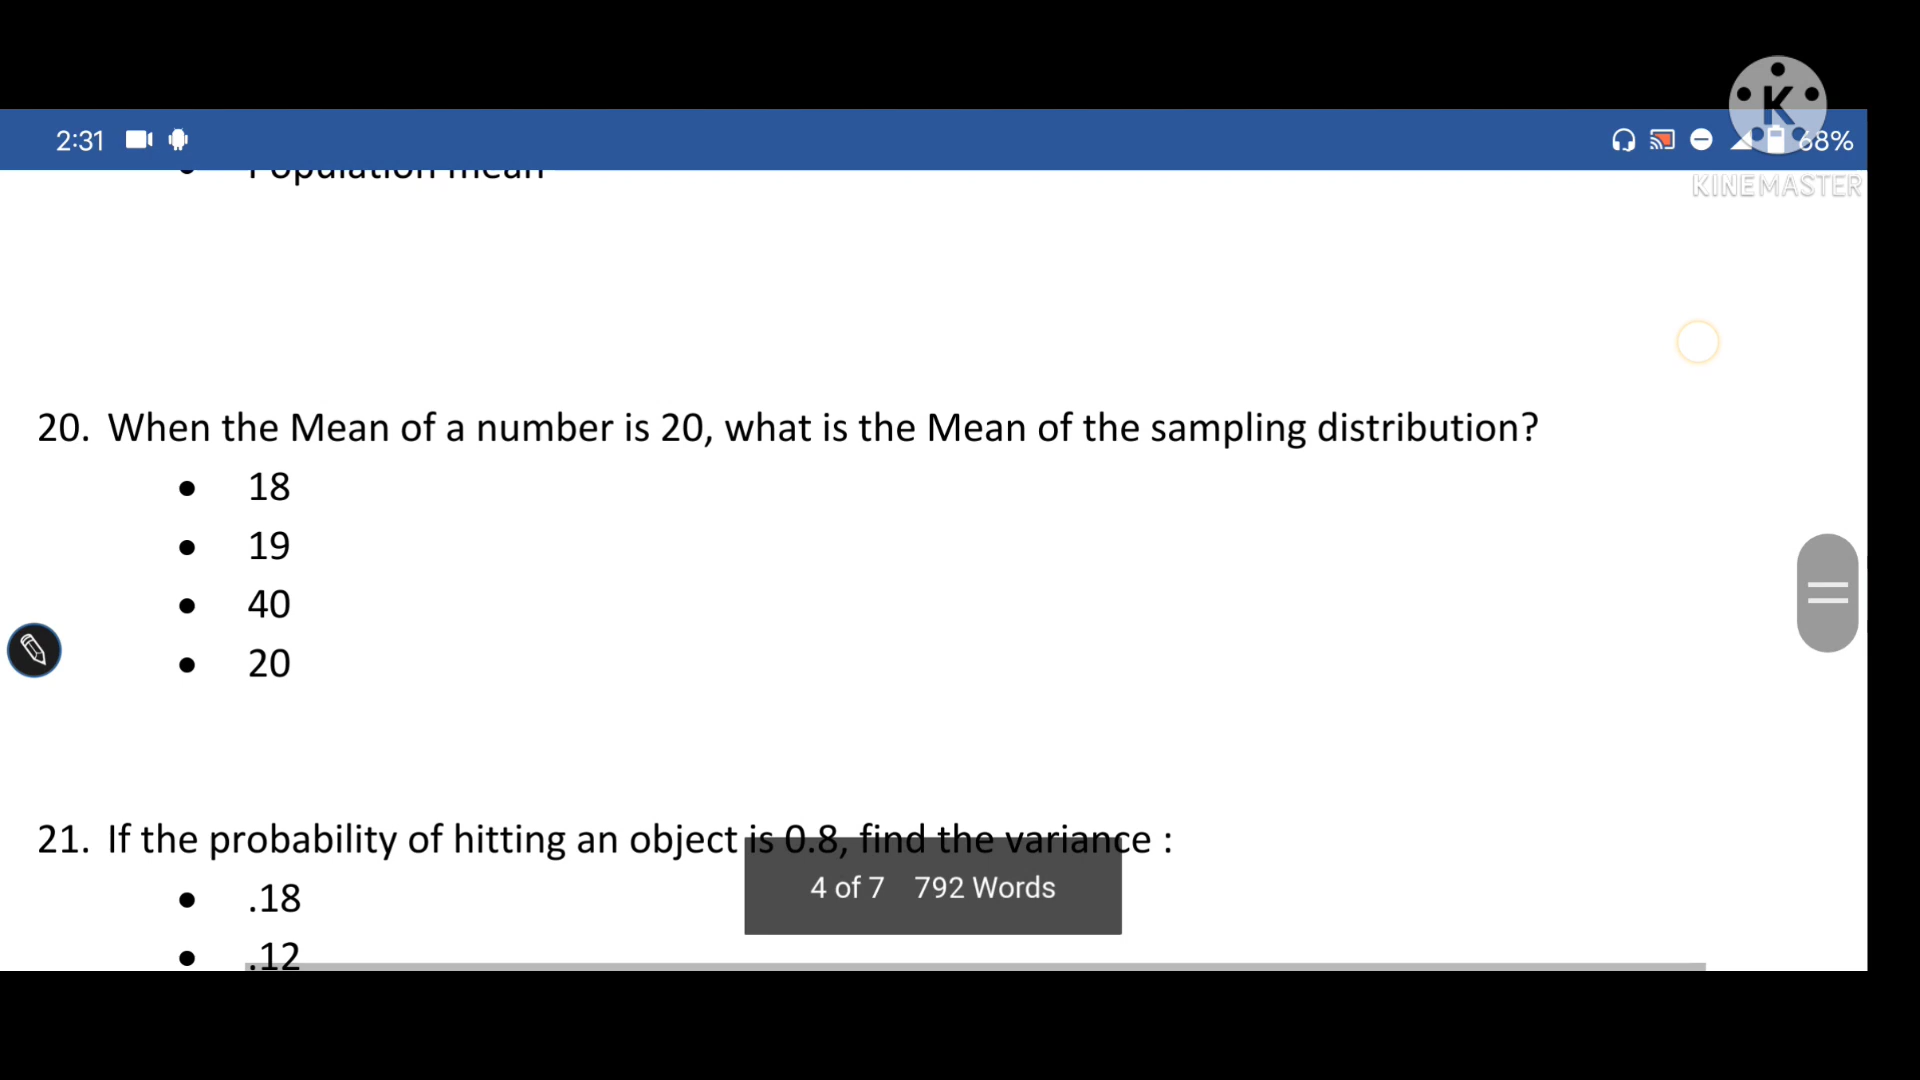 2:31
68%
K
KINEMASTER
Population mean
20. When the Mean of a number is 20, what is the Mean of the sampling distribution?
• 18
• 19
• 40
• 20
21. If the probability of hitting an object is 0.8, find the variance :
• .18
4 of 7 792 Words
• .12